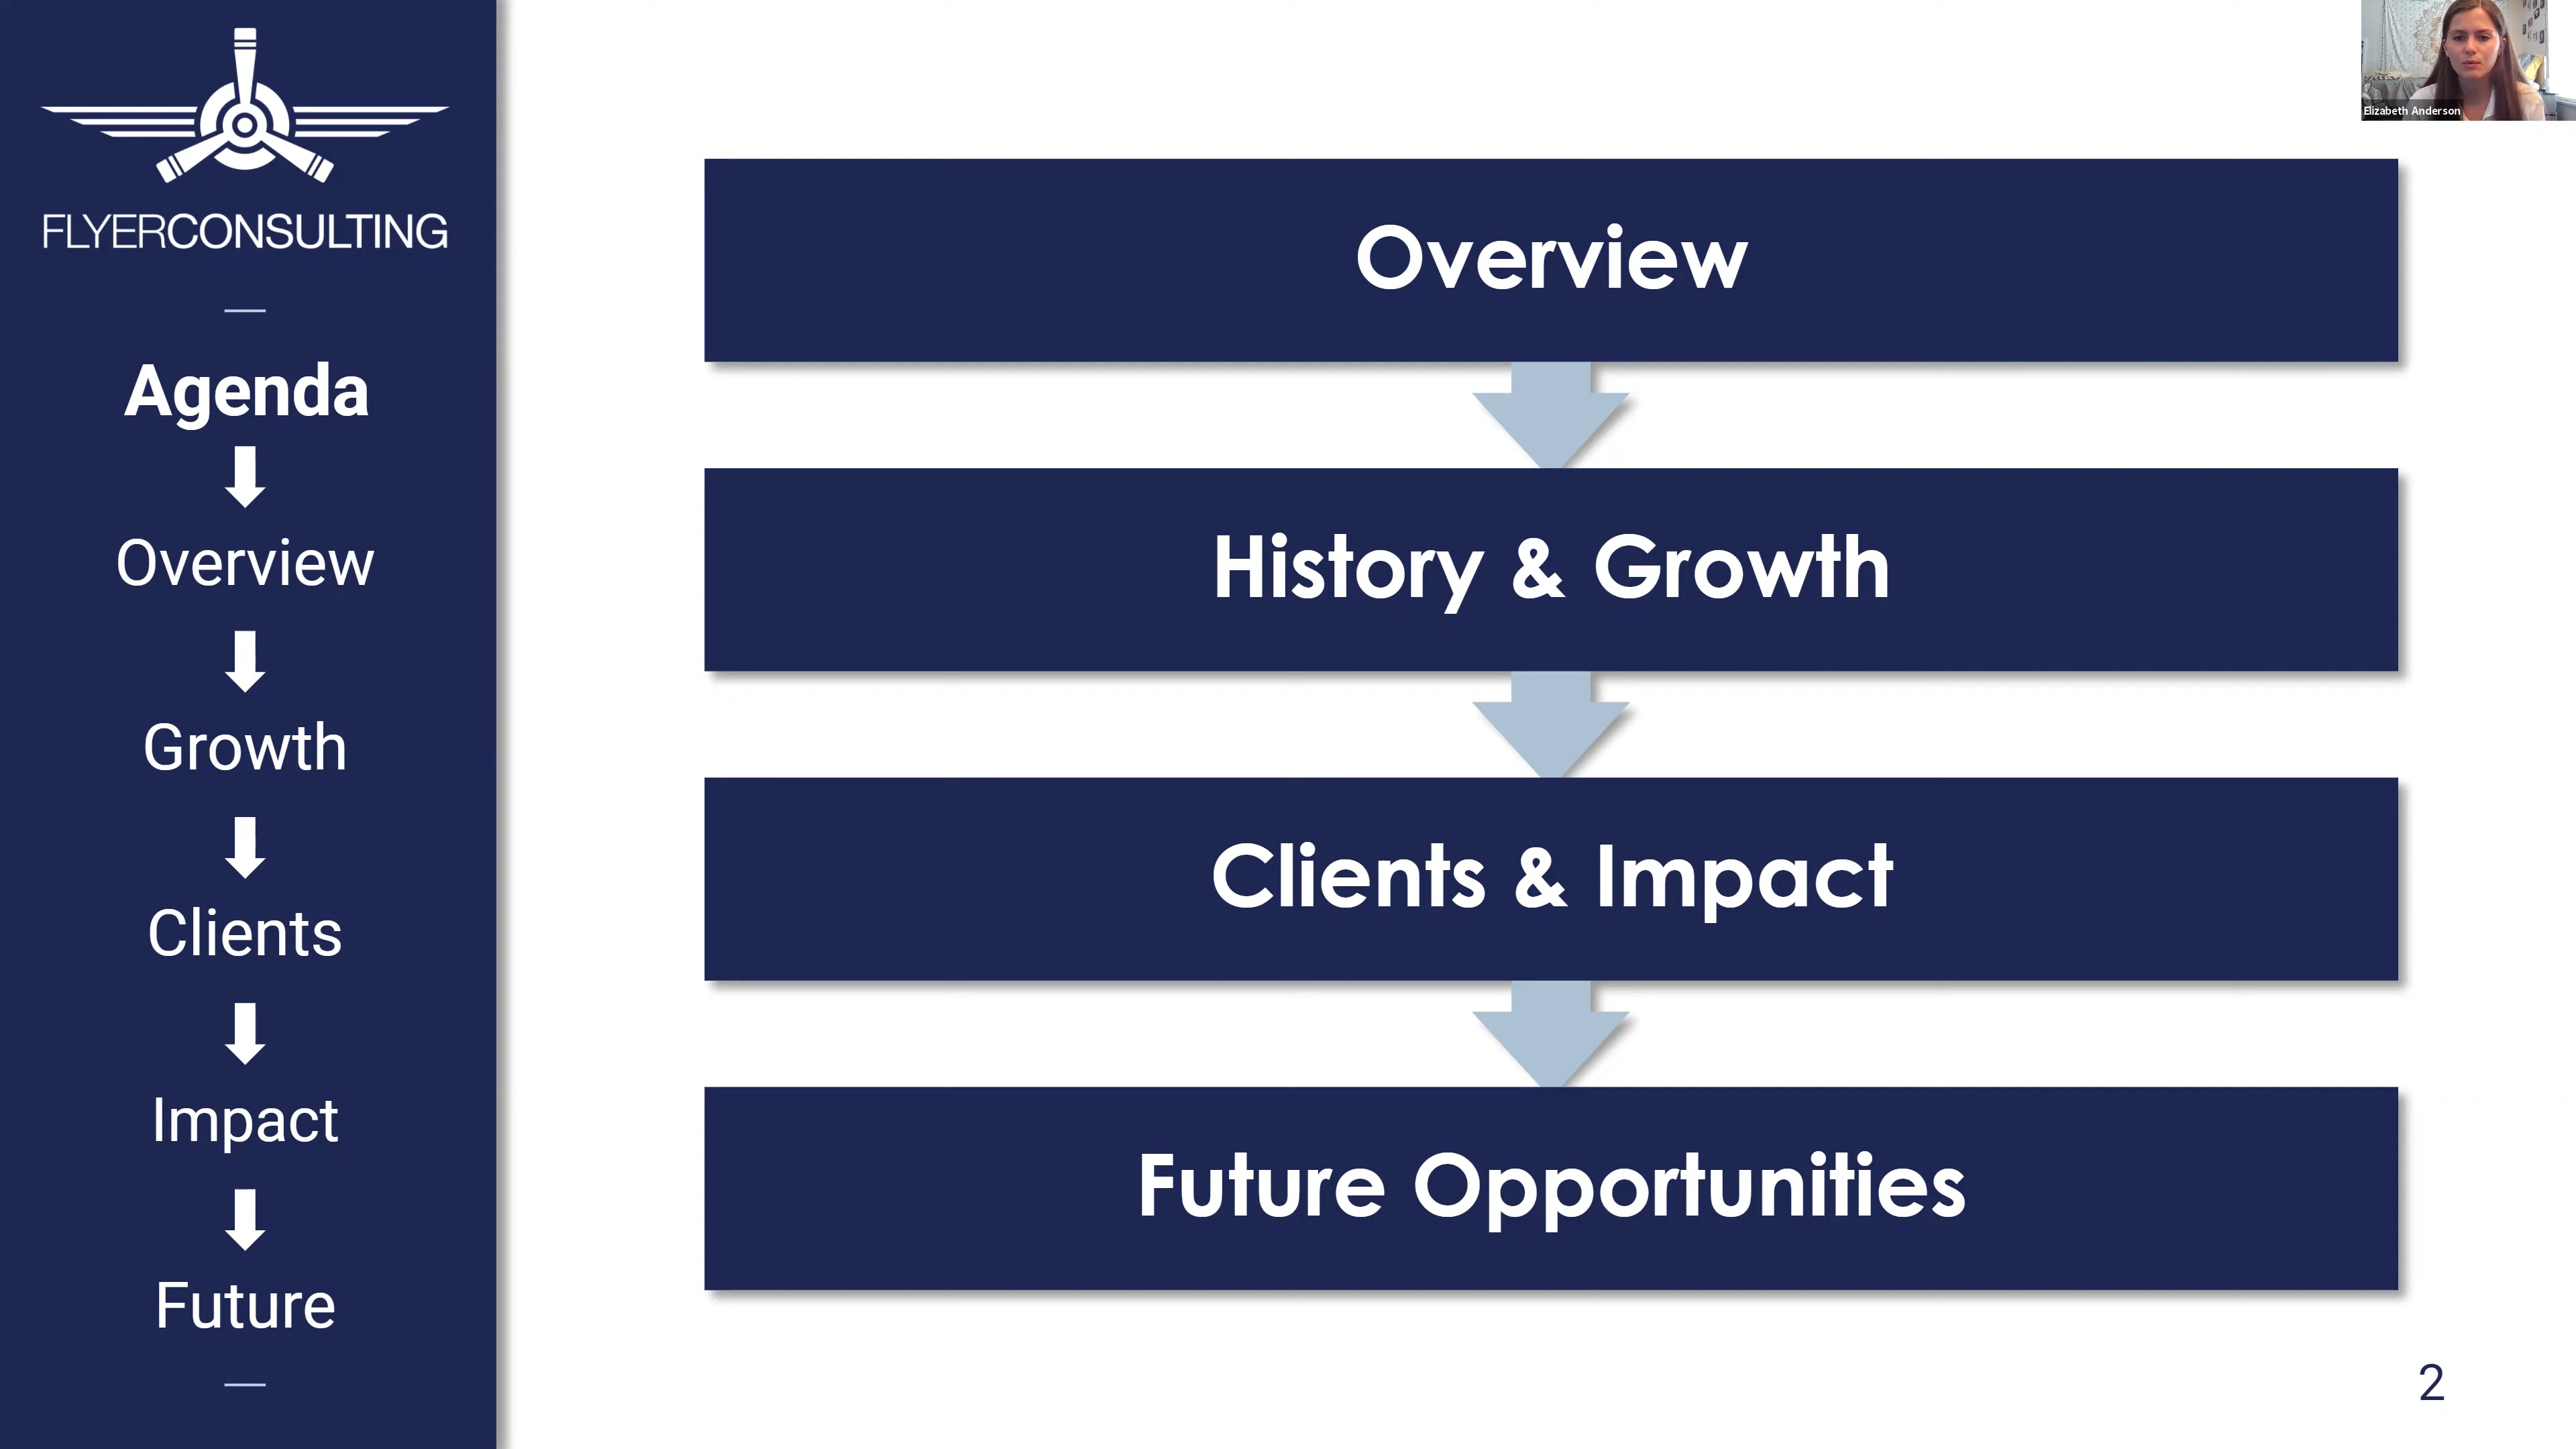 FLYERCONSULTING
Agenda
Overview
Growth
Clients
Impact
Future
Elizabeth Anderson
Overview
History & Growth
Clients & Impact
Future Opportunities
2